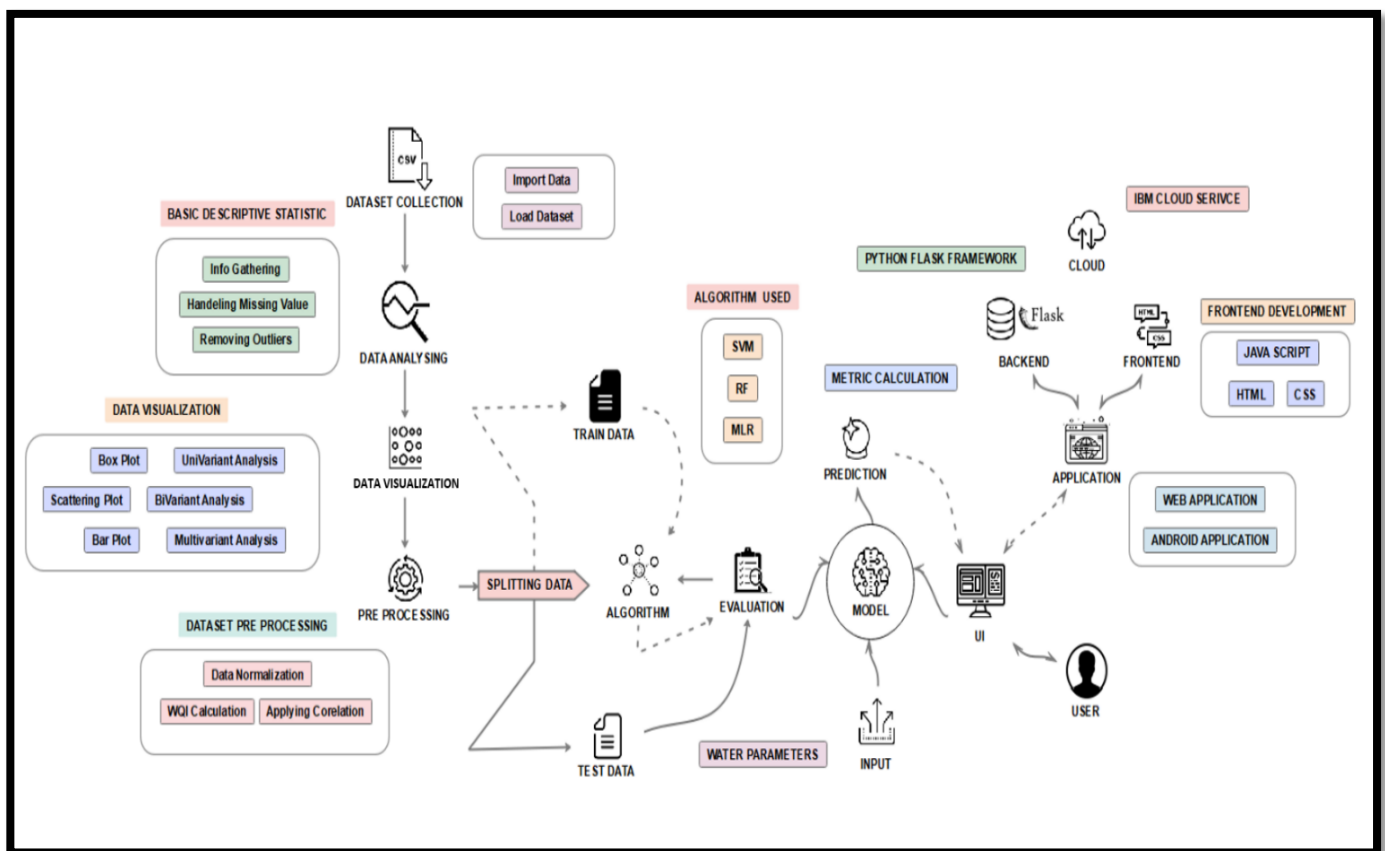 CSV
DATASET COLLECTION
Import Data
Load Dataset
BASIC DESCRIPTIVE STATISTIC
Info Gathering
Handeling Missing Value
Removing Outliers
DATA ANALYSING
DATA VISUALIZATION
Box Plot
UniVariant Analysis
Scattering Plot
BiVariant Analysis
Bar Plot
Multivariant Analysis
DATA VISUALIZATION
PRE PROCESSING
DATASET PRE PROCESSING
Data Normalization
WQI Calculation
Applying Corelation
SPLITTING DATA
TRAIN DATA
TEST DATA
ALGORITHM USED
SVM
RF
MLR
ALGORITHM
EVALUATION
METRIC CALCULATION
PREDICTION
MODEL
WATER PARAMETERS
INPUT
UI
USER
IBM CLOUD SERIVCE
CLOUD
PYTHON FLASK FRAMEWORK
Flask
BACKEND
HTML
CSS
FRONTEND
FRONTEND DEVELOPMENT
JAVA SCRIPT
HTML
CSS
APPLICATION
WEB APPLICATION
ANDROID APPLICATION